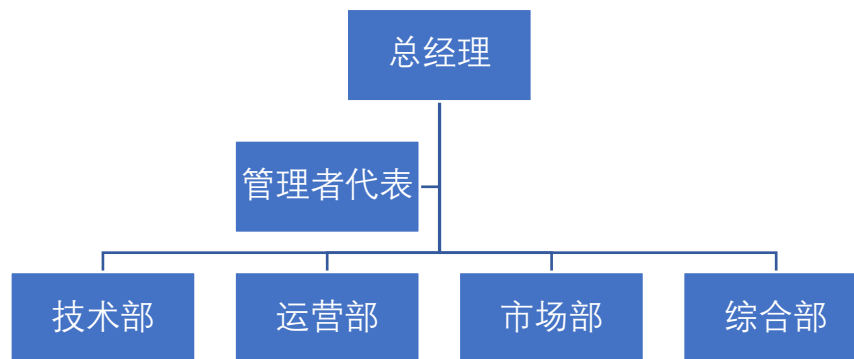 总经理
管理者代表
技术部
运营部
市场部
综合部